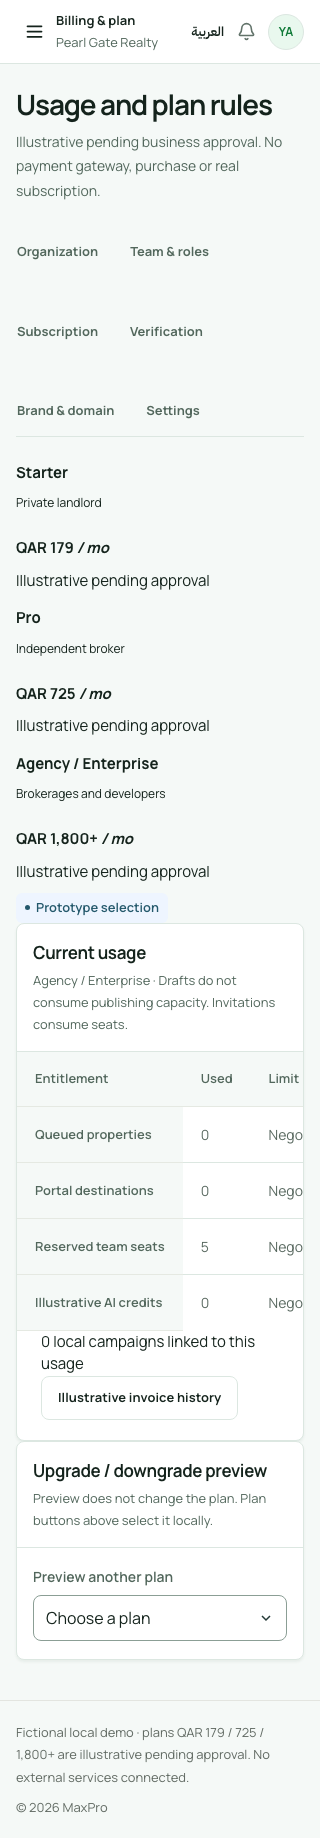 Billing & plan
Pearl Gate Realty
العربية
YA
Usage and plan rules
Illustrative pending business approval. No
payment gateway, purchase or real
subscription.
Organization
Team & roles
Subscription
Verification
Brand & domain
Settings
Starter
Private landlord
QAR 179 / mo
Illustrative pending approval
Pro
Independent broker
QAR 725 / mo
Illustrative pending approval
Agency / Enterprise
Brokerages and developers
QAR 1,800+ / mo
Illustrative pending approval
Prototype selection
Current usage
Agency / Enterprise · Drafts do not
consume publishing capacity. Invitations
consume seats.
Entitlement Used Limit
Queued properties 0 Nego
Portal destinations 0 Nego
Reserved team seats 5 Nego
Illustrative AI credits 0 Nego
0 local campaigns linked to this
usage
Illustrative invoice history
Upgrade / downgrade preview
Preview does not change the plan. Plan
buttons above select it locally.
Preview another plan
Choose a plan
Fictional local demo · plans QAR 179 / 725 /
1,800+ are illustrative pending approval. No
external services connected.
© 2026 MaxPro